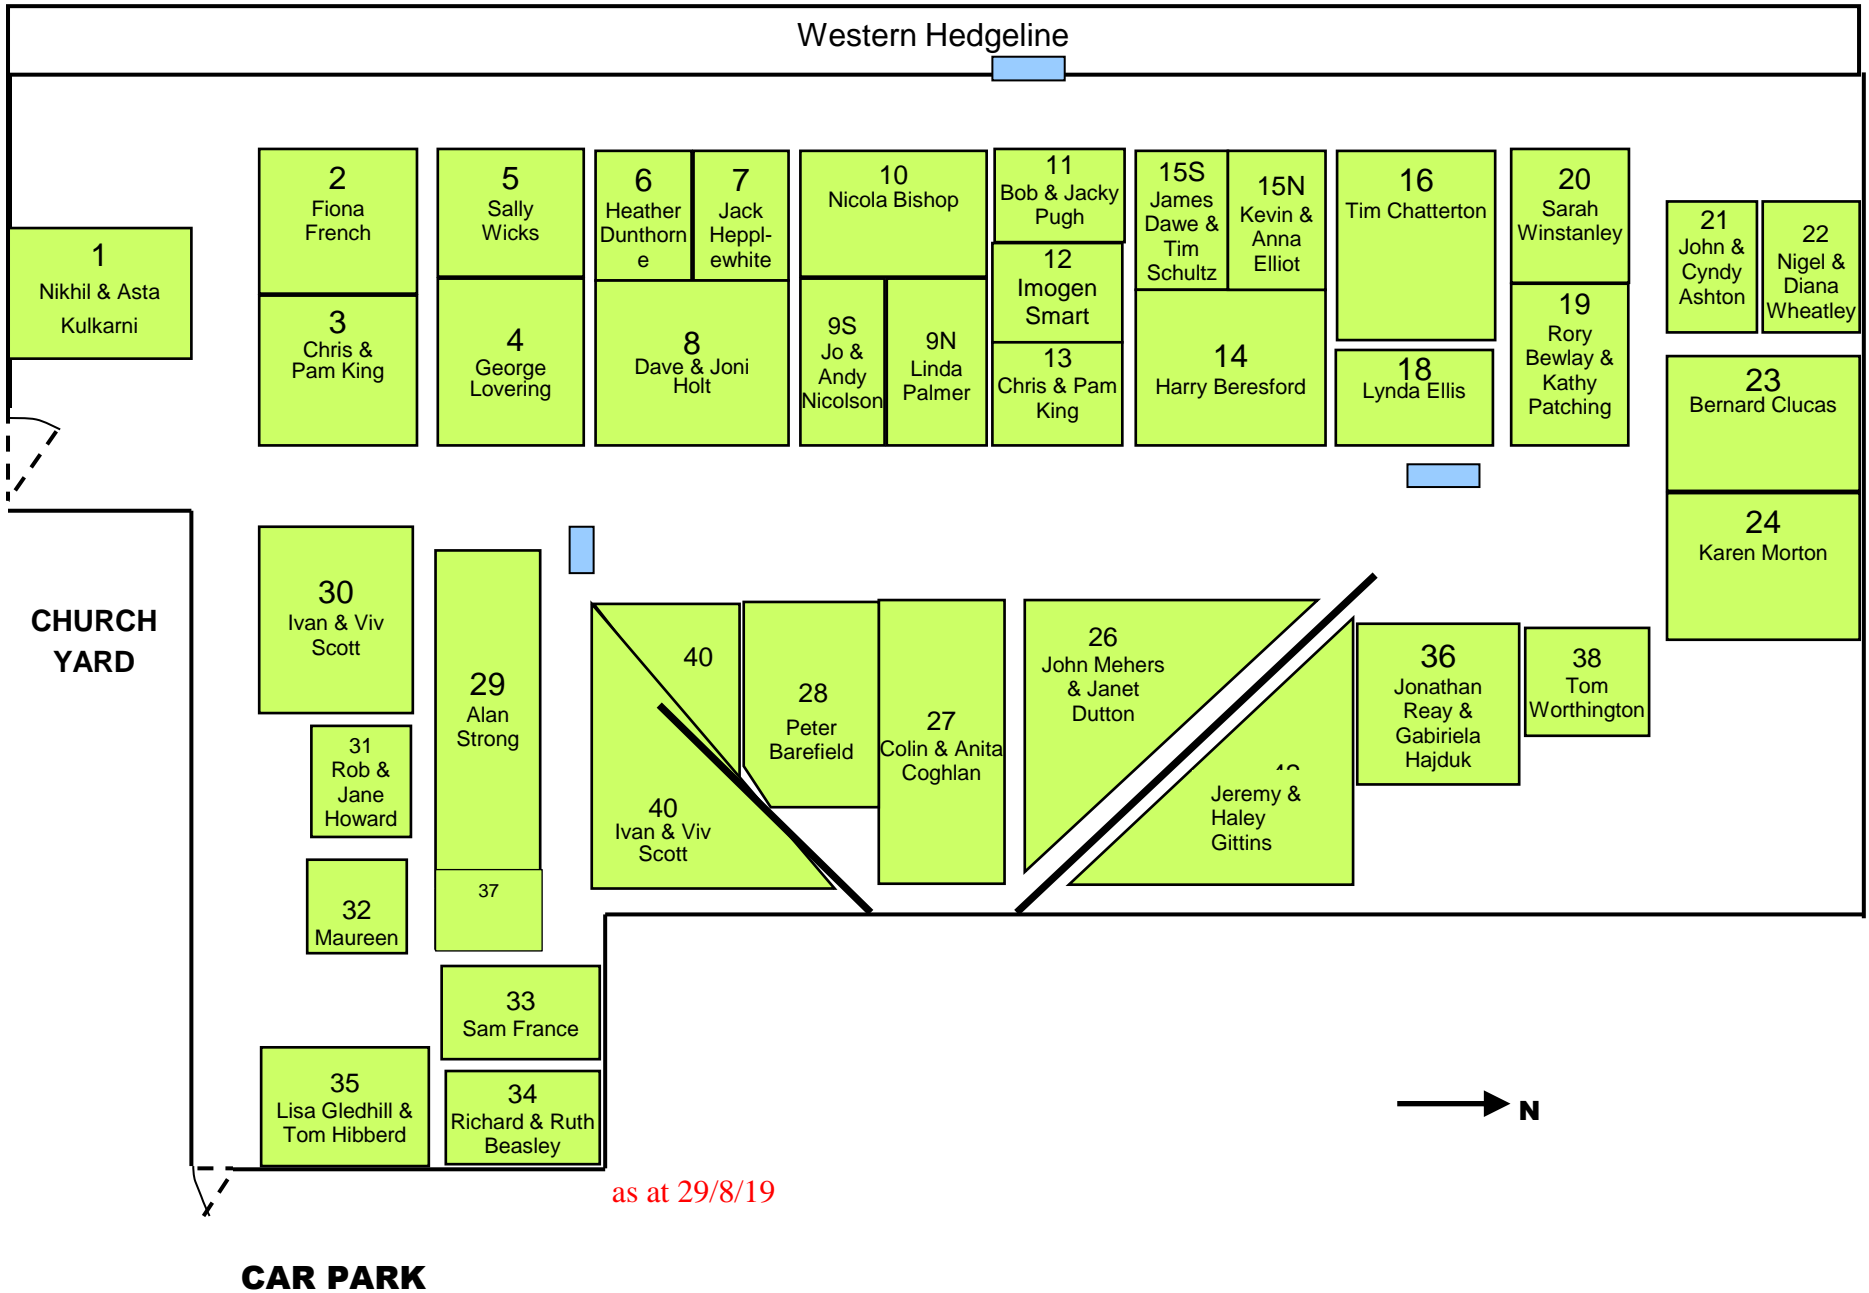 Western Hedgeline
1
Nikhil & Asta
Kulkarni
2
Fiona
French
3
Chris &
Pam King
5
Sally
Wicks
4
George
Lovering
6
Heather
Dunthorn
e
7
Jack
Heppl-
ewhite
8
Dave & Joni
Holt
10
Nicola Bishop
9S
Jo &
Andy
Nicolson
9N
Linda
Palmer
11
Bob & Jacky
Pugh
12
Imogen
Smart
13
Chris & Pam
King
15S
James
Dawe &
Tim
Schultz
15N
Kevin &
Anna
Elliot
14
Harry Beresford
16
Tim Chatterton
18
Lynda Ellis
20
Sarah
Winstanley
19
Rory
Bewlay &
Kathy
Patching
21
John &
Cyndy
Ashton
22
Nigel &
Diana
Wheatley
23
Bernard Clucas
24
Karen Morton
CHURCH
YARD
30
Ivan & Viv
Scott
31
Rob &
Jane
Howard
32
Maureen
29
Alan
Strong
37
33
Sam France
35
Lisa Gledhill &
Tom Hibberd
34
Richard & Ruth
Beasley
40
40
Ivan & Viv
Scott
28
Peter
Barefield
27
Colin & Anita
Coghlan
26
John Mehers
& Janet
Dutton
Jeremy &
Haley
Gittins
36
Jonathan
Reay &
Gabiriela
Hajduk
38
Tom
Worthington
N
as at 29/8/19
CAR PARK